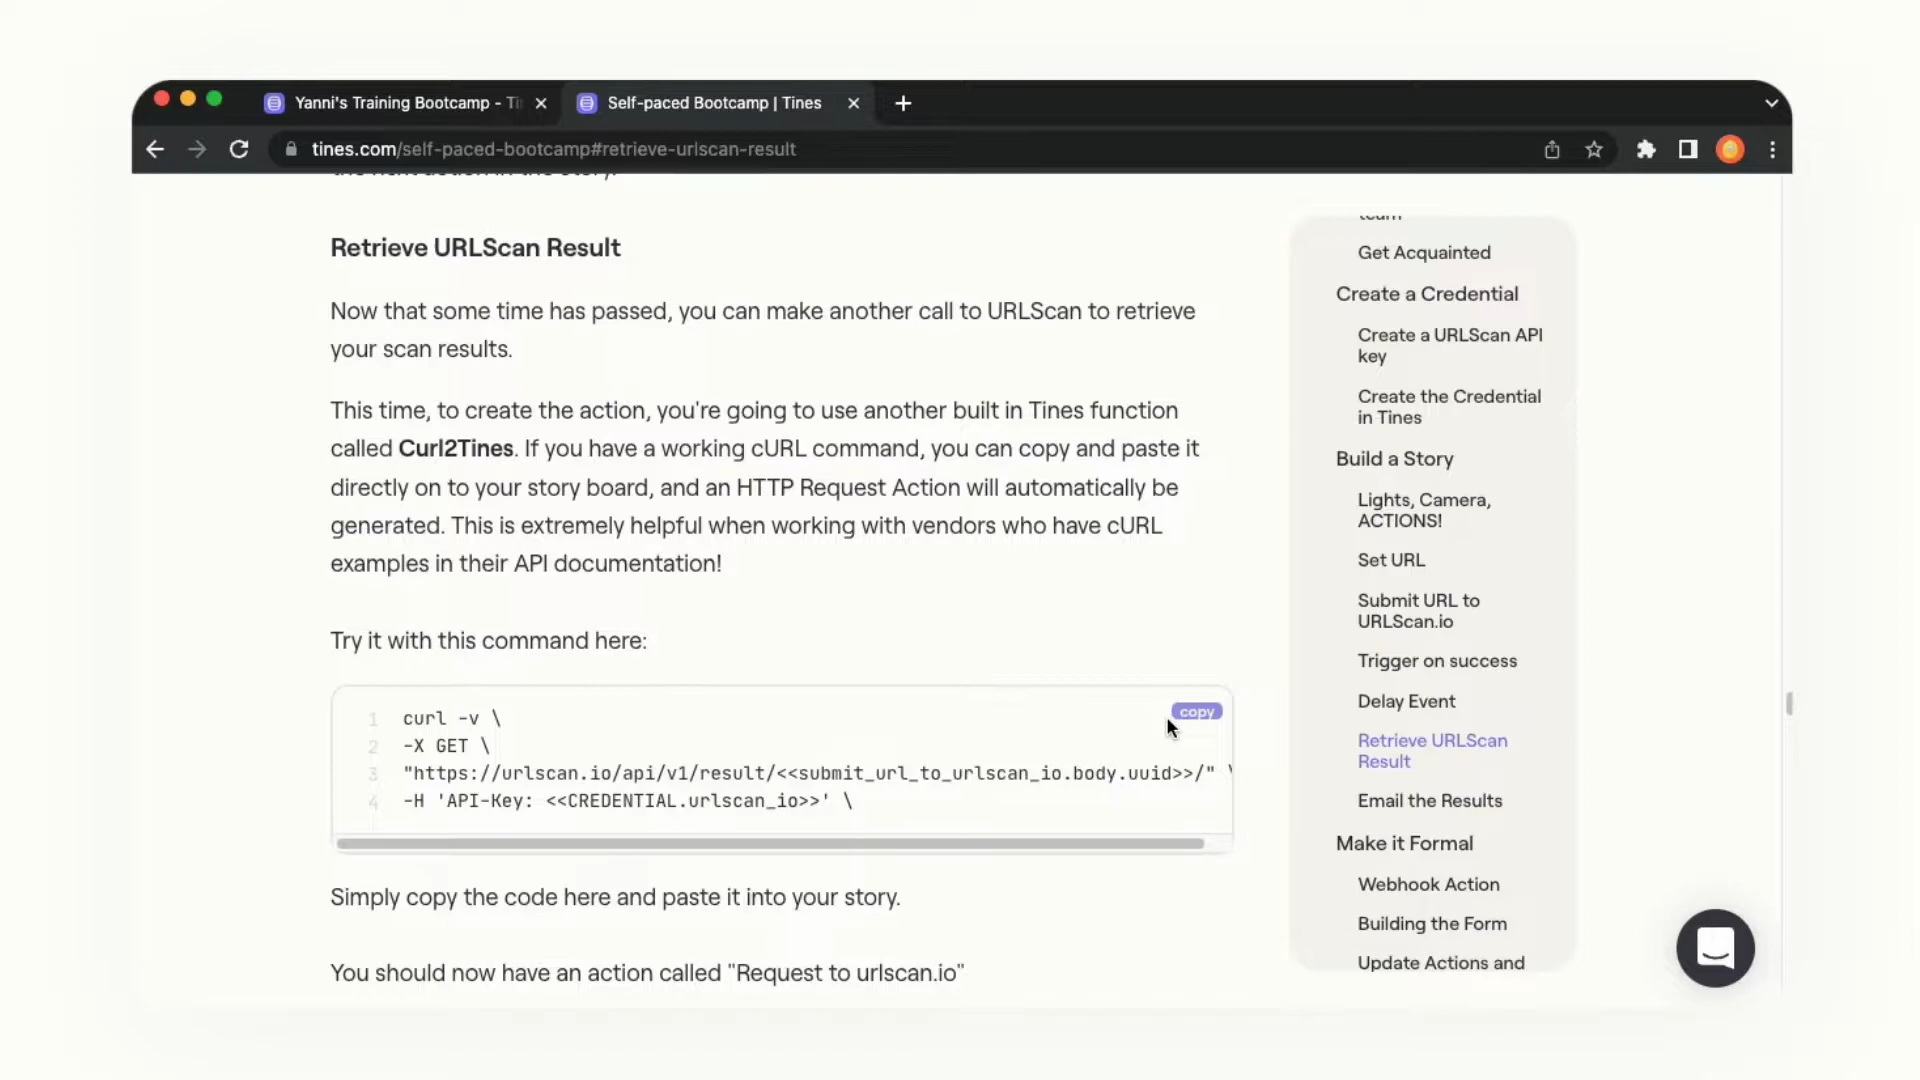 Yanni's Training Bootcamp - Ti
Self-paced Bootcamp | Tines
tines.com/self-paced-bootcamp#retrieve-urlscan-result
the next action in the story.
Retrieve URLScan Result
Now that some time has passed, you can make another call to URLScan to retrieve
your scan results.
This time, to create the action, you're going to use another built in Tines function
called Curl2Tines. If you have a working cURL command, you can copy and paste it
directly on to your story board, and an HTTP Request Action will automatically be
generated. This is extremely helpful when working with vendors who have cURL
examples in their API documentation!
Try it with this command here:
copy
1 curl -v \
2 -X GET \
3 "https://urlscan.io/api/v1/result/<<submit_url_to_urlscan_io.body.uuid>>/" \
4 -H 'API-Key: <<CREDENTIAL.urlscan_io>>' \
Simply copy the code here and paste it into your story.
You should now have an action called "Request to urlscan.io"
team
Get Acquainted
Create a Credential
Create a URLScan API
key
Create the Credential
in Tines
Build a Story
Lights, Camera,
ACTIONS!
Set URL
Submit URL to
URLScan.io
Trigger on success
Delay Event
Retrieve URLScan
Result
Email the Results
Make it Formal
Webhook Action
Building the Form
Update Actions and